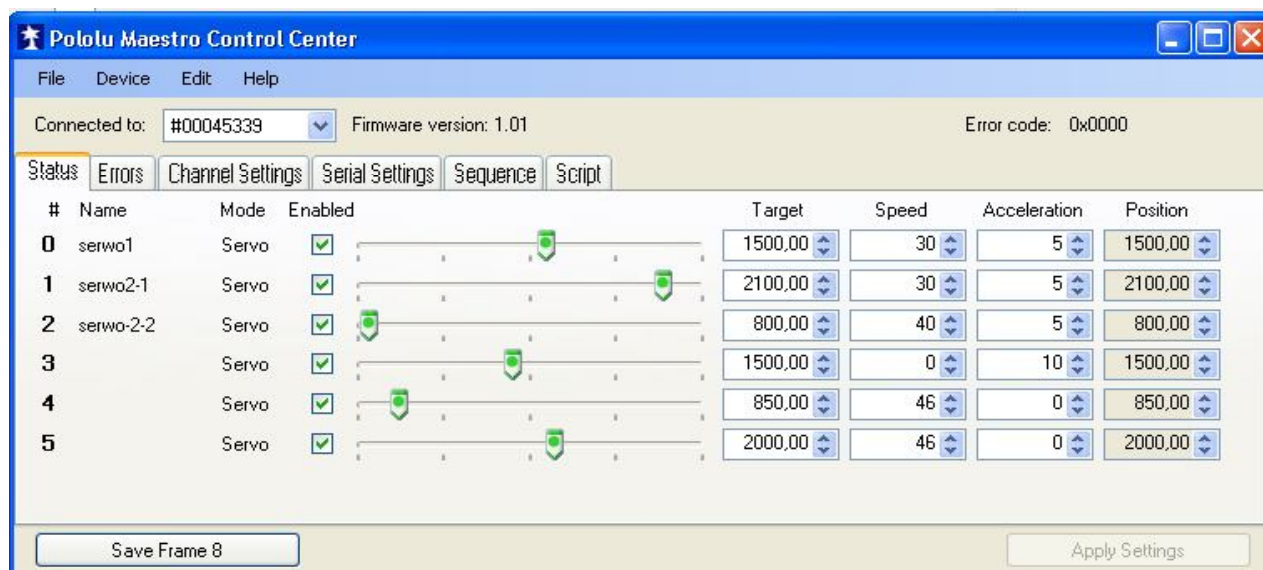 Pololu Maestro Control Center
File Device Edit Help
Connected to: #00045339 Firmware version: 1.01 Error code: 0x0000
Status Errors Channel Settings Serial Settings Sequence Script
# Name Mode Enabled Target Speed Acceleration Position
0 serwo1 Servo 1500,00 30 5 1500,00
1 serwo2-1 Servo 2100,00 30 5 2100,00
2 serwo-2-2 Servo 800,00 40 5 800,00
3 Servo 1500,00 0 10 1500,00
4 Servo 850,00 46 0 850,00
5 Servo 2000,00 46 0 2000,00
Save Frame 8 Apply Settings